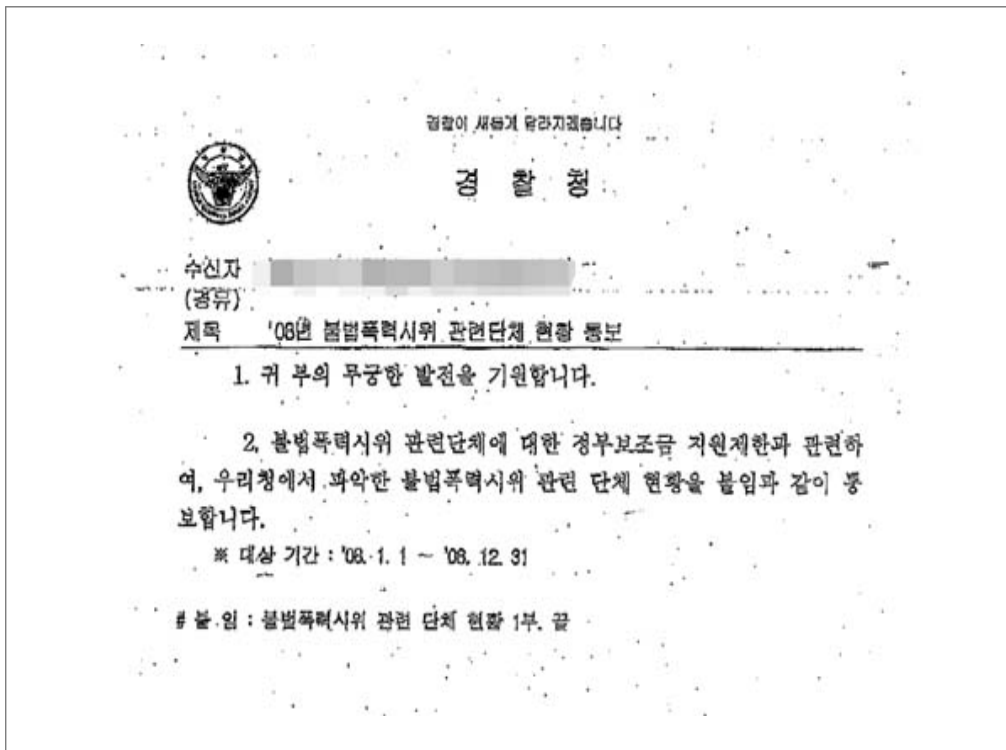 경찰이 새롭게 달라지겠습니다
경 찰 청
수신자
(경유)
제목 '08년 불법폭력시위 관련단체 현황 통보
1. 귀 부의 무궁한 발전을 기원합니다.
2. 불법폭력시위 관련단체에 대한 정부보조금 지원제한과 관련하
여, 우리청에서 파악한 불법폭력시위 관련 단체 현황을 붙임과 같이 통
보합니다.
※ 대상 기간 : '08. 1. 1 ~ '08. 12. 31
# 붙 임 : 불법폭력시위 관련 단체 현황 1부. 끝